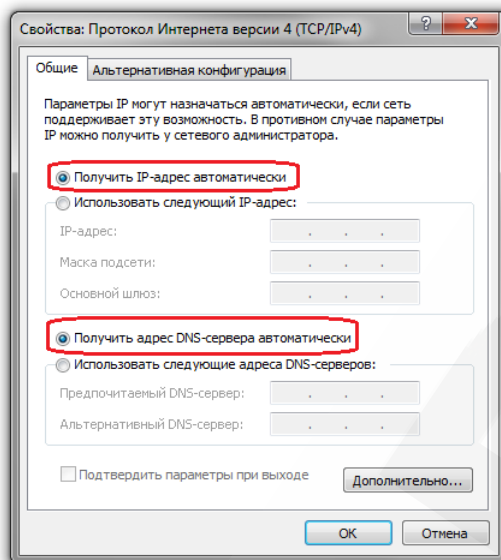 Свойства: Протокол Интернета версии 4 (TCP/IPv4)
Общие
Альтернативная конфигурация
Параметры IP могут назначаться автоматически, если сеть
поддерживает эту возможность. В противном случае параметры
IP можно получить у сетевого администратора.
Получить IP-адрес автоматически
Использовать следующий IP-адрес:
IP-адрес:
Маска подсети:
Основной шлюз:
Получить адрес DNS-сервера автоматически
Использовать следующие адреса DNS-серверов:
Предпочитаемый DNS-сервер:
Альтернативный DNS-сервер:
Подтвердить параметры при выходе
Дополнительно...
OK
Отмена